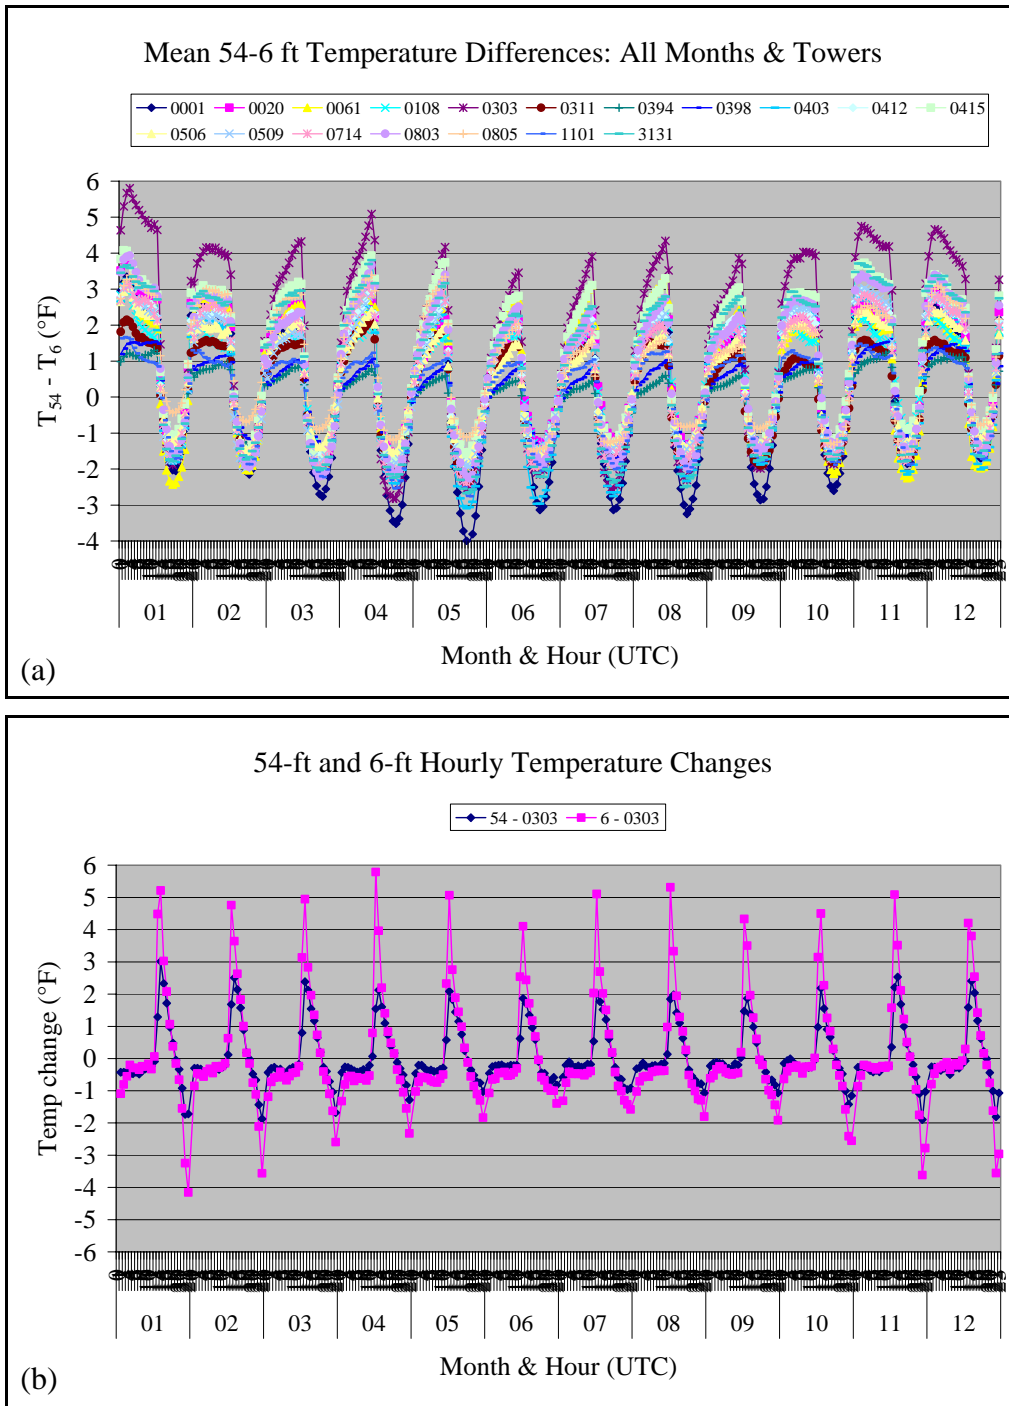 Mean 54-6 ft Temperature Differences: All Months & Towers
0001 0020 0061 0108 0303 0311 0394 0398 0403 0412 0415
0506 0509 0714 0803 0805 1101 3131
6
5
4
3
2
1
0
-1
-2
-3
-4
T54 - T6 (°F)
01 02 03 04 05 06 07 08 09 10 11 12
Month & Hour (UTC)
(a)
54-ft and 6-ft Hourly Temperature Changes
54 - 0303 6 - 0303
6
5
4
3
2
1
0
-1
-2
-3
-4
-5
-6
Temp change (°F)
01 02 03 04 05 06 07 08 09 10 11 12
Month & Hour (UTC)
(b)